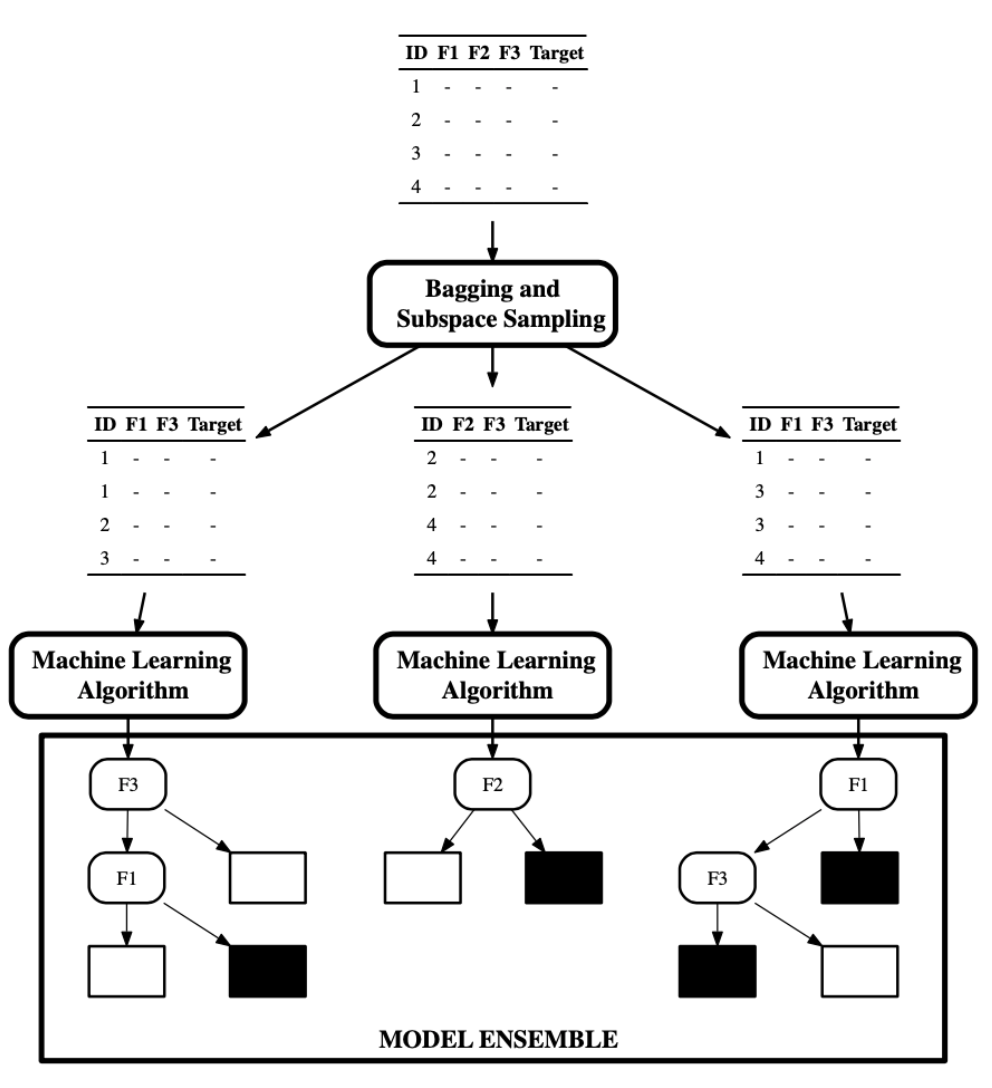 ID F1 F2 F3 Target
1 - - - -
2 - - - -
3 - - - -
4 - - - -
Bagging and
Subspace Sampling
ID F1 F3 Target
1 - - -
1 - - -
2 - - -
3 - - -
ID F2 F3 Target
2 - - -
2 - - -
4 - - -
4 - - -
ID F1 F3 Target
1 - - -
3 - - -
3 - - -
4 - - -
Machine Learning
Algorithm
Machine Learning
Algorithm
Machine Learning
Algorithm
F3
F1
F2
F1
F3
MODEL ENSEMBLE